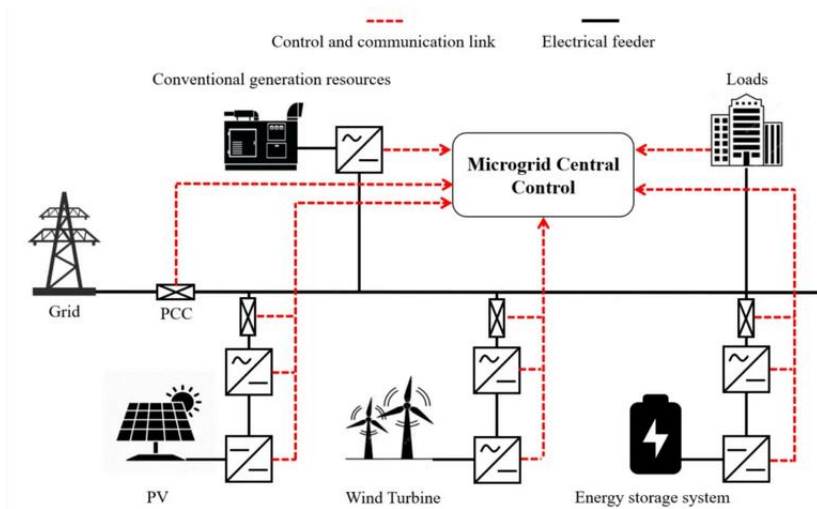 Control and communication link
Electrical feeder
Conventional generation resources
Loads
Microgrid Central
Control
Grid
PCC
PV
Wind Turbine
Energy storage system